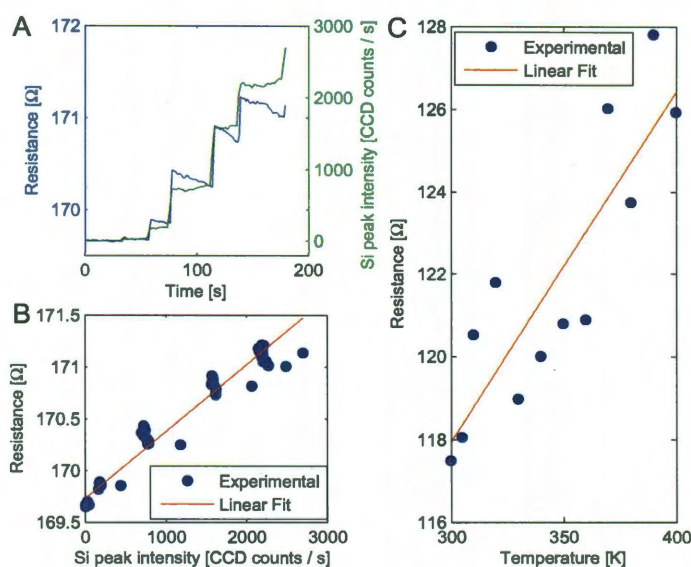 A
172
171
170
Resistance [Ω]
3000
2000
1000
0
Si peak intensity [CCD counts / s]
0
100
200
Time [s]
B
171.5
171
170.5
170
169.5
Resistance [Ω]
Experimental
Linear Fit
0
1000
2000
3000
Si peak intensity [CCD counts / s]
C
128
126
124
122
120
118
116
Resistance [Ω]
Experimental
Linear Fit
300
350
400
Temperature [K]